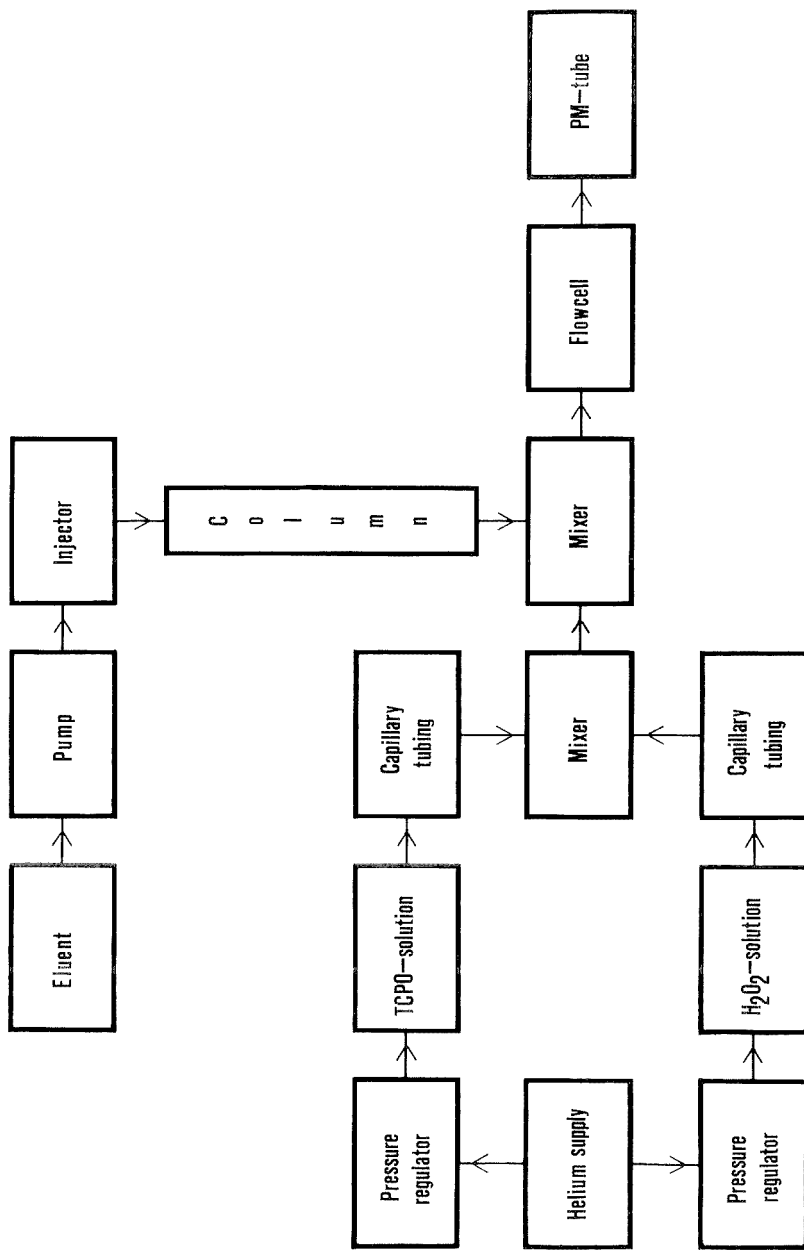 Eluent
Pump
Injector
C o l u m n
Pressure
regulator
TCPO—solution
Capillary
tubing
Helium supply
Mixer
Mixer
Flowcell
PM—tube
Pressure
regulator
H₂O₂—solution
Capillary
tubing